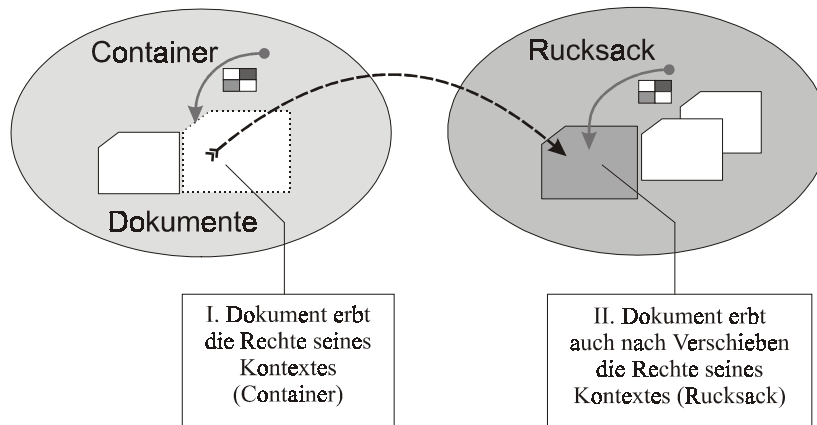 Container
Rucksack
Dokumente
I. Dokument erbt
die Rechte seines
Kontextes
(Container)
II. Dokument erbt
auch nach Verschieben
die Rechte seines
Kontextes (Rucksack)